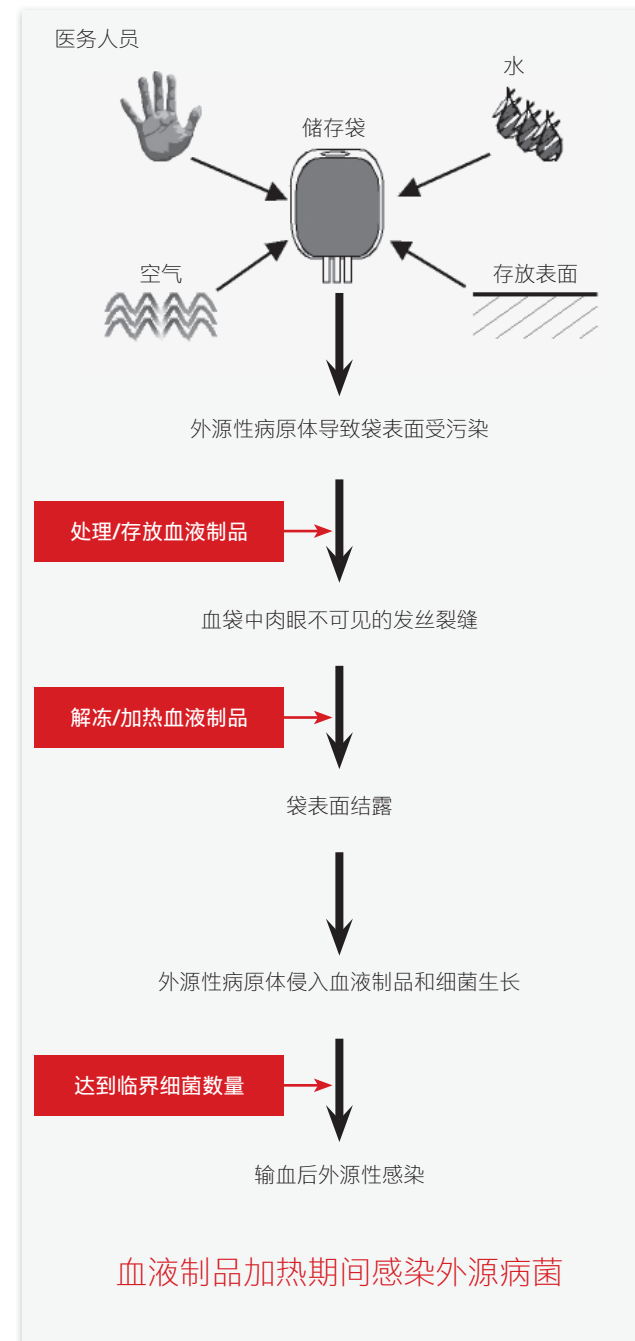 医务人员
水
储存袋
空气
存放表面
外源性病原体导致袋表面受污染
处理/存放血液制品
血袋中肉眼不可见的发丝裂缝
解冻/加热血液制品
袋表面结露
外源性病原体侵入血液制品和细菌生长
达到临界细菌数量
输血后外源性感染
血液制品加热期间感染外源病菌